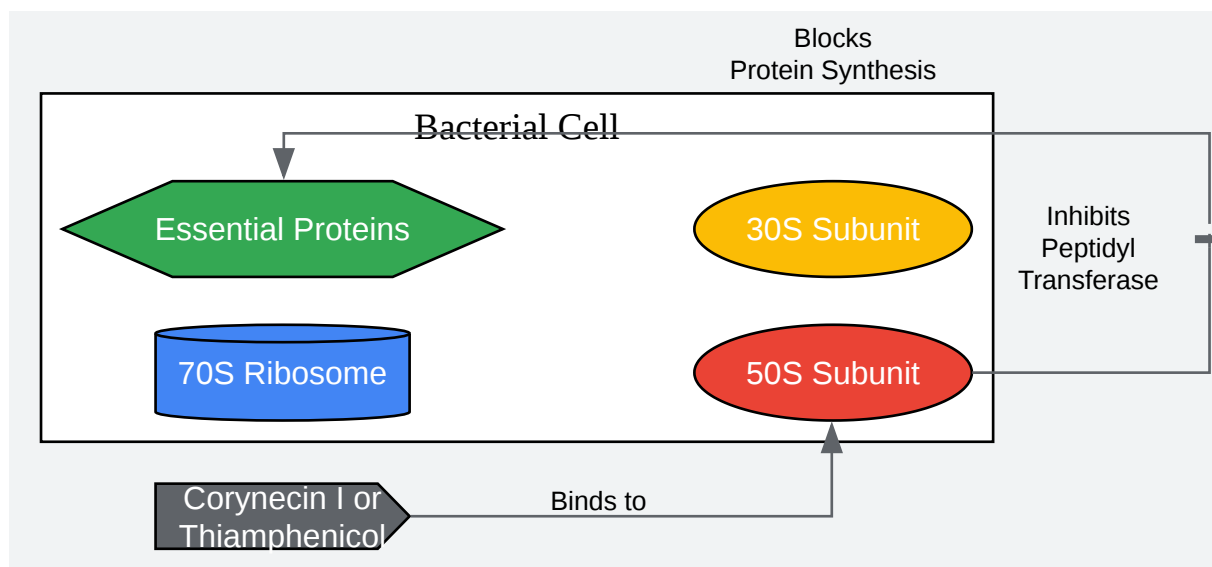 Blocks
Protein Synthesis
Bacterial Cell
Essential Proteins
30S Subunit
Inhibits
Peptidyl
Transferase
70S Ribosome
50S Subunit
Corynecin I or
Thiamphenicol
Binds to